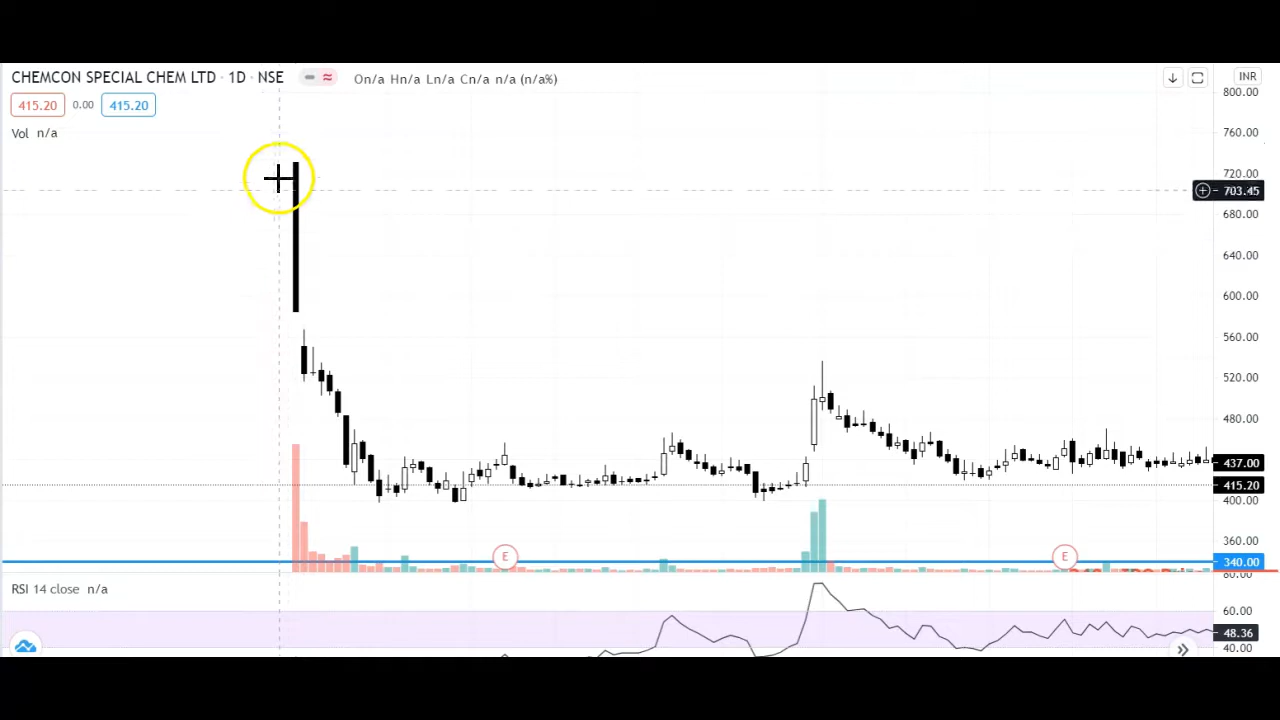 CHEMCON SPECIAL CHEM LTD · 1D · NSE
On/a Hn/a Ln/a Cn/a n/a (n/a%)
INR
415.20 0.00 415.20
Vol n/a
800.00
760.00
720.00
703.45
680.00
640.00
600.00
560.00
520.00
480.00
437.00
415.20
400.00
360.00
E
E
340.00
80.00
RSI 14 close n/a
60.00
48.36
40.00